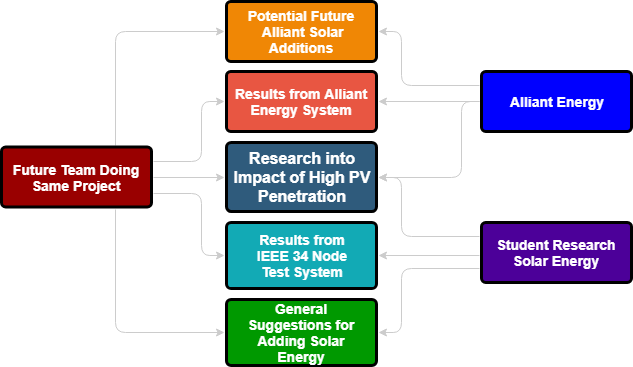 Potential Future
Alliant Solar
Additions
Results from Alliant
Energy System
Alliant Energy
Future Team Doing
Same Project
Research into
Impact of High PV
Penetration
Results from
IEEE 34 Node
Test System
Student Research
Solar Energy
General
Suggestions for
Adding Solar
Energy